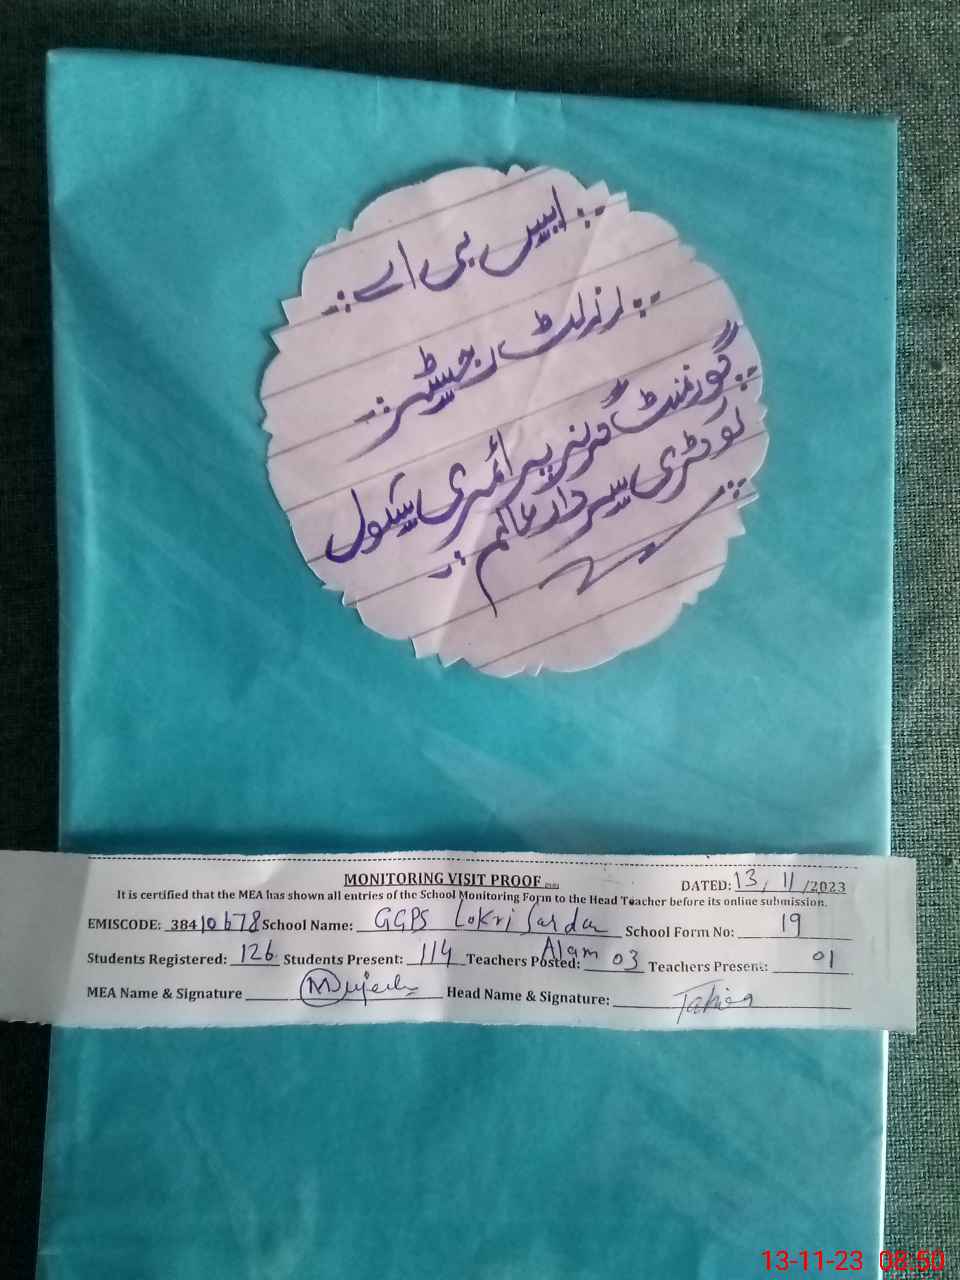 ایس بی اے
رزلٹ رجسٹر
گورنمنٹ گرلز پرائمری سکول
لوکڑی سردار عالم
MONITORING VISIT PROOF
DATED: 13/11/2023
It is certified that the MEA has shown all entries of the School Monitoring Form to the Head Teacher before its online submission.
EMISCODE: 38410678 School Name: GGPS Lokri Sardar Alam School Form No: 19
Students Registered: 126 Students Present: 114 Teachers Posted: 03 Teachers Present: 01
MEA Name & Signature Head Name & Signature:
13-11-23 08:50